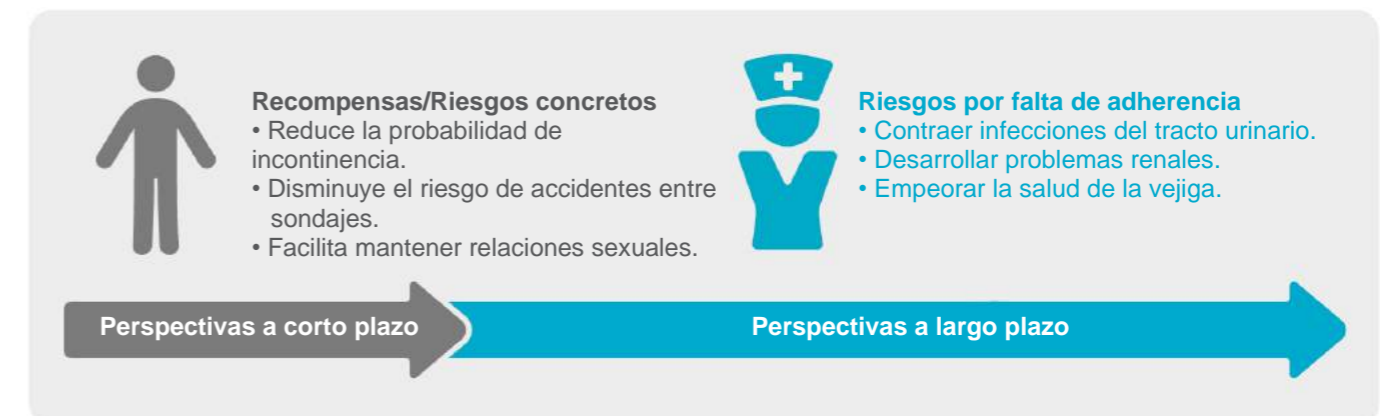 Recompensas/Riesgos concretos
• Reduce la probabilidad de
incontinencia.
• Disminuye el riesgo de accidentes entre
sondajes.
• Facilita mantener relaciones sexuales.
Riesgos por falta de adherencia
• Contraer infecciones del tracto urinario.
• Desarrollar problemas renales.
• Empeorar la salud de la vejiga.
Perspectivas a corto plazo
Perspectivas a largo plazo